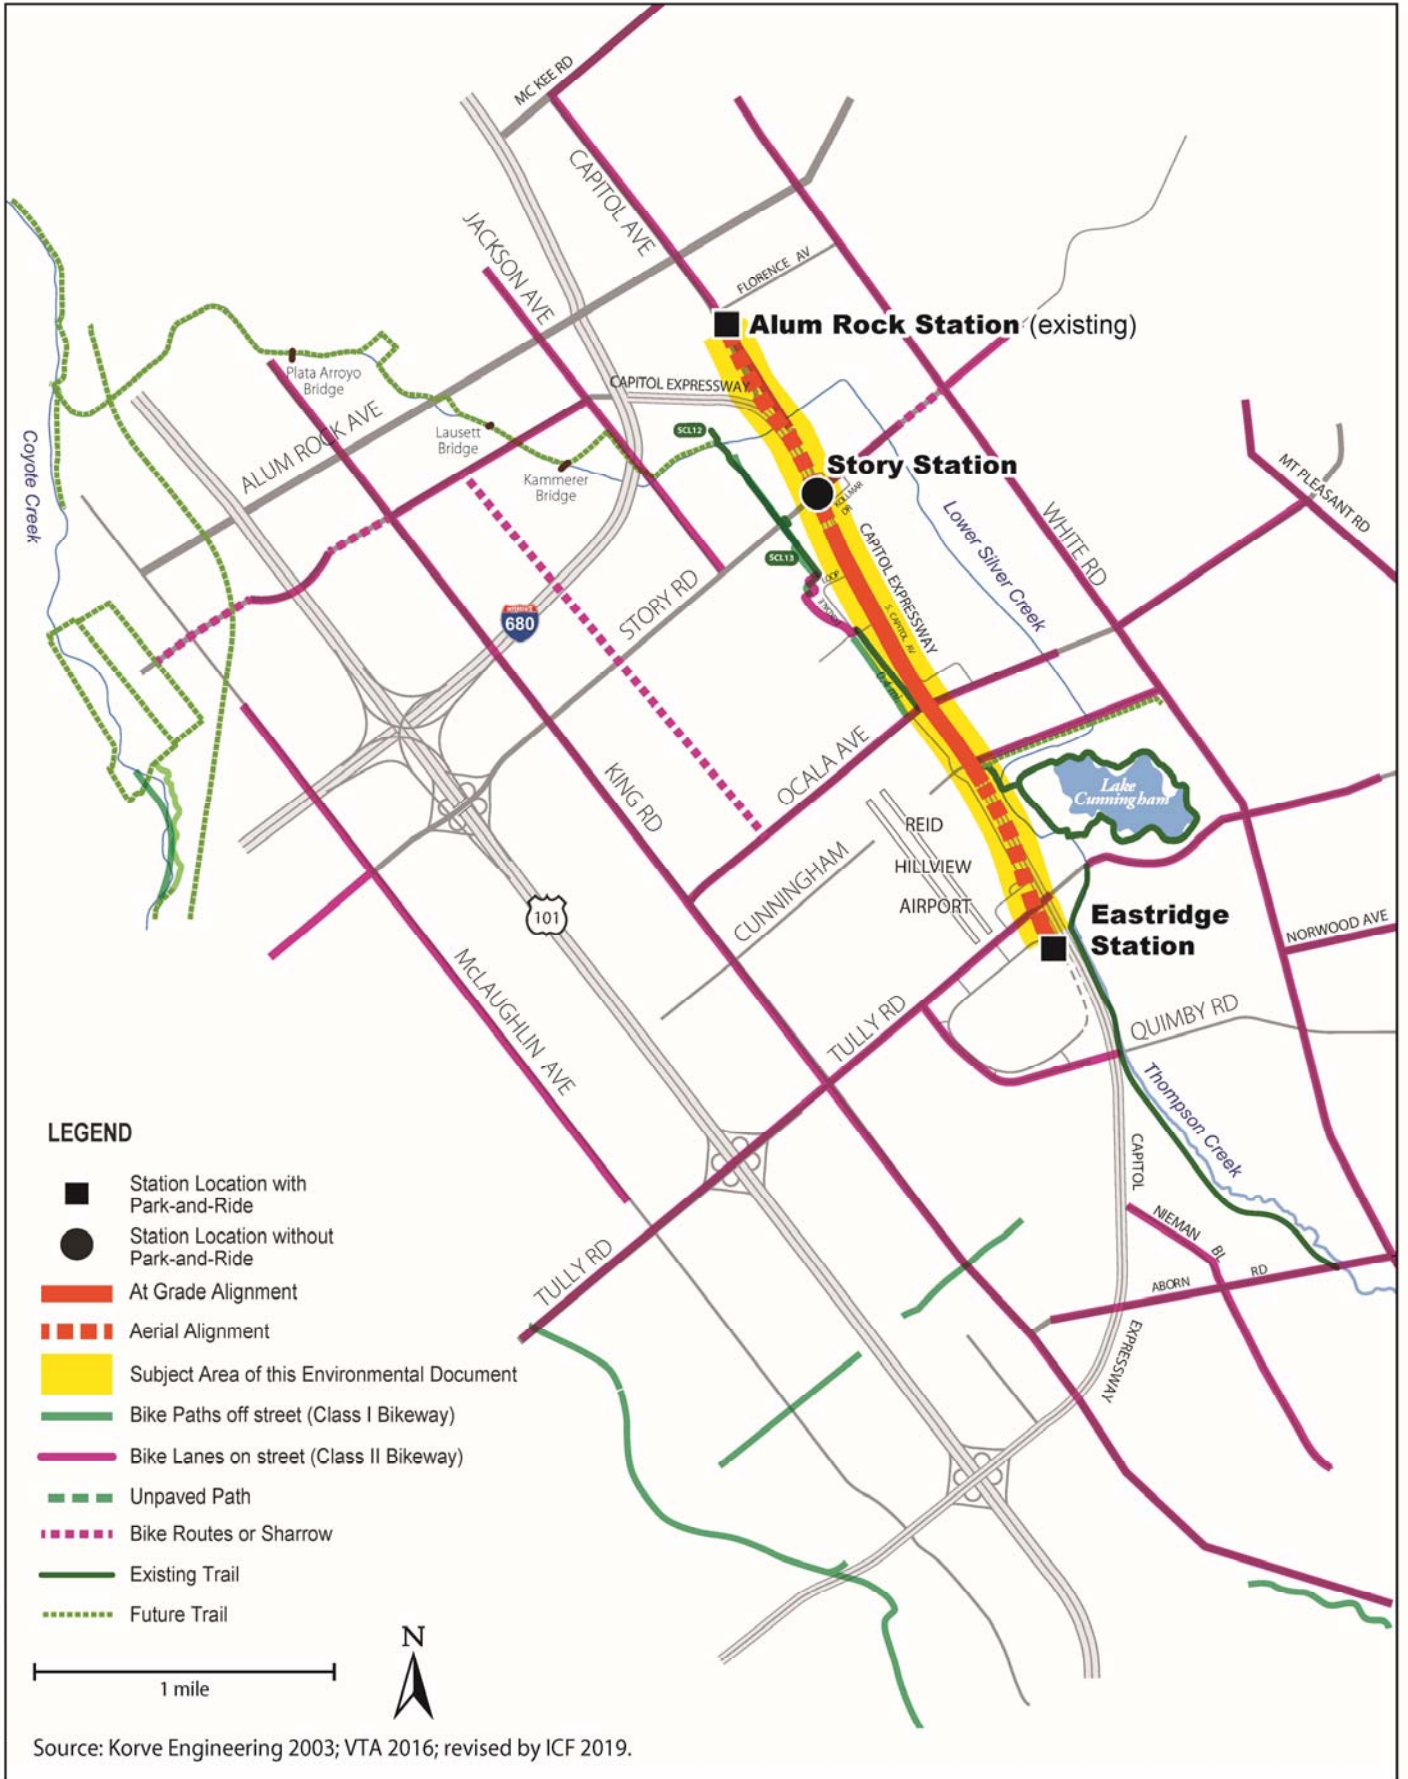 MC KEE RD
CAPITOL AVE
JACKSON AVE
FLORENCE AV
Alum Rock Station (existing)
Plata Arroyo
Bridge
CAPITOL EXPRESSWAY
ALUM ROCK AVE
Lausett
Bridge
SCL12
Coyote Creek
Kammerer
Bridge
Story Station
KOLLMAR
DR
MT PLEASANT RD
Lower Silver Creek
WHITE RD
SCL13
LOOP
CAPITOL EXPRESSWAY
S. CAPITOL AV
STORY RD
INTERSTATE
680
0.4 mi
OCALA AVE
KING RD
Lake
Cunningham
REID
HILLVIEW
AIRPORT
CUNNINGHAM
101
Eastridge
Station
NORWOOD AVE
McLAUGHLIN AVE
TULLY RD
QUIMBY RD
Thompson Creek
CAPITOL
NIEMAN BL
ABORN RD
EXPRESSWAY
TULLY RD
LEGEND
Station Location with
Park-and-Ride
Station Location without
Park-and-Ride
At Grade Alignment
Aerial Alignment
Subject Area of this Environmental Document
Bike Paths off street (Class I Bikeway)
Bike Lanes on street (Class II Bikeway)
Unpaved Path
Bike Routes or Sharrow
Existing Trail
Future Trail
N
1 mile
Source: Korve Engineering 2003; VTA 2016; revised by ICF 2019.